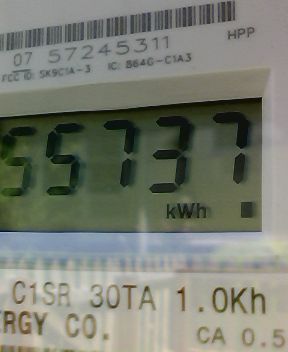 07 57245311
HPP
FCC ID: SK9C1A-3 IC: 864G-C1A3
55737
kWh
C1SR 30TA 1.0Kh
RGY CO.
CA 0.5